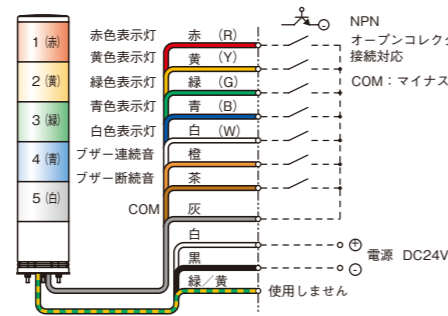 1 (赤)
2 (黄)
3 (緑)
4 (青)
5 (白)
赤色表示灯 赤 (R)
黄色表示灯 黄 (Y)
緑色表示灯 緑 (G)
青色表示灯 青 (B)
白色表示灯 白 (W)
ブザー連続音 橙
ブザー断続音 茶
COM 灰
白
黒
緑/黄
NPN
オープンコレクタ
接続対応
COM:マイナス
⊕
⊖ 電源 DC24V
使用しません